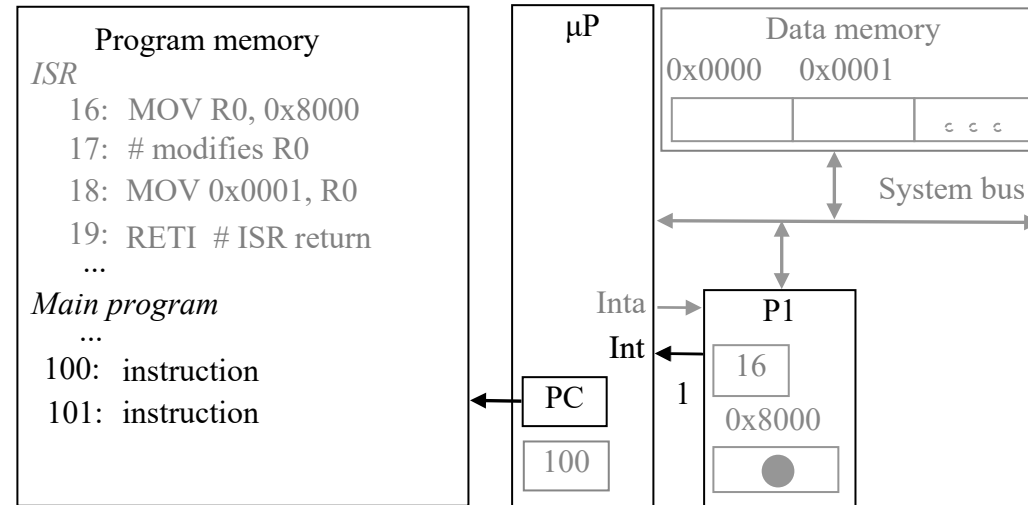 Program memory
ISR
16: MOV R0, 0x8000
17: # modifies R0
18: MOV 0x0001, R0
19: RETI # ISR return
...
Main program
...
100: instruction
101: instruction
μP
Inta
Int
PC
100
Data memory
0x0000 0x0001
System bus
P1
16
1
0x8000